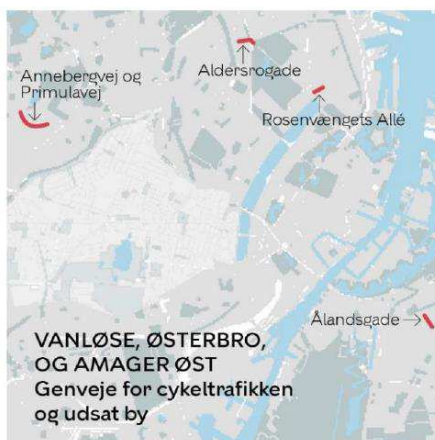 Aldersrogade
Annebergvej og
Primulavej
Rosenvængets Allé
Ålandsgade
VANLØSE, ØSTERBRO,
OG AMAGER ØST
Genveje for cykeltrafikken
og udsat by